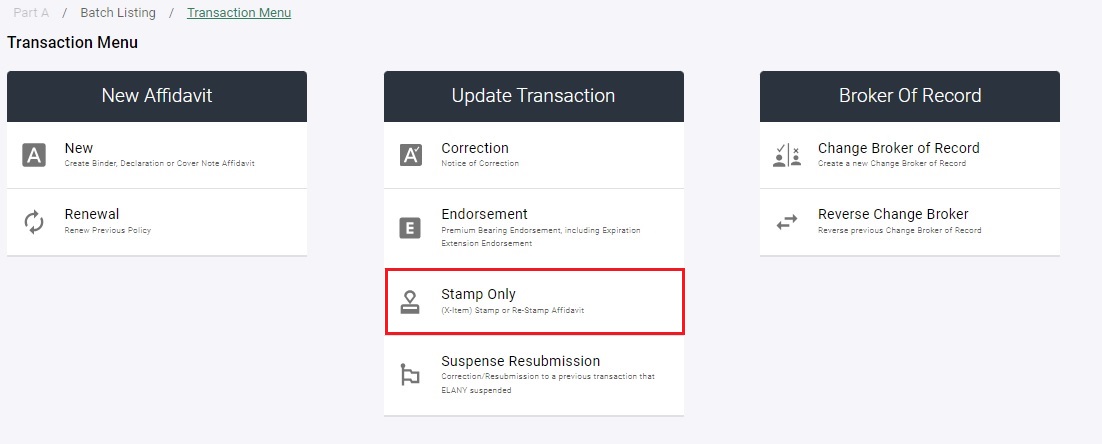 Part A / Batch Listing / Transaction Menu
Transaction Menu
New Affidavit
A
New
Create Binder, Declaration or Cover Note Affidavit
Renewal
Renew Previous Policy
Update Transaction
A
Correction
Notice of Correction
E
Endorsement
Premium Bearing Endorsement, including Expiration
Extension Endorsement
Stamp Only
(X-Item) Stamp or Re-Stamp Affidavit
Suspense Resubmission
Correction/Resubmission to a previous transaction that
ELANY suspended
Broker Of Record
Change Broker of Record
Create a new Change Broker of Record
Reverse Change Broker
Reverse previous Change Broker of Record